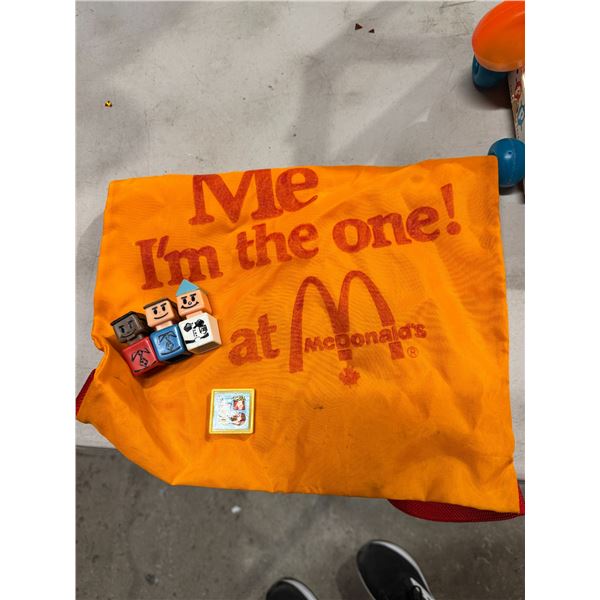 Me
I'm the one!
at McDonald's ®